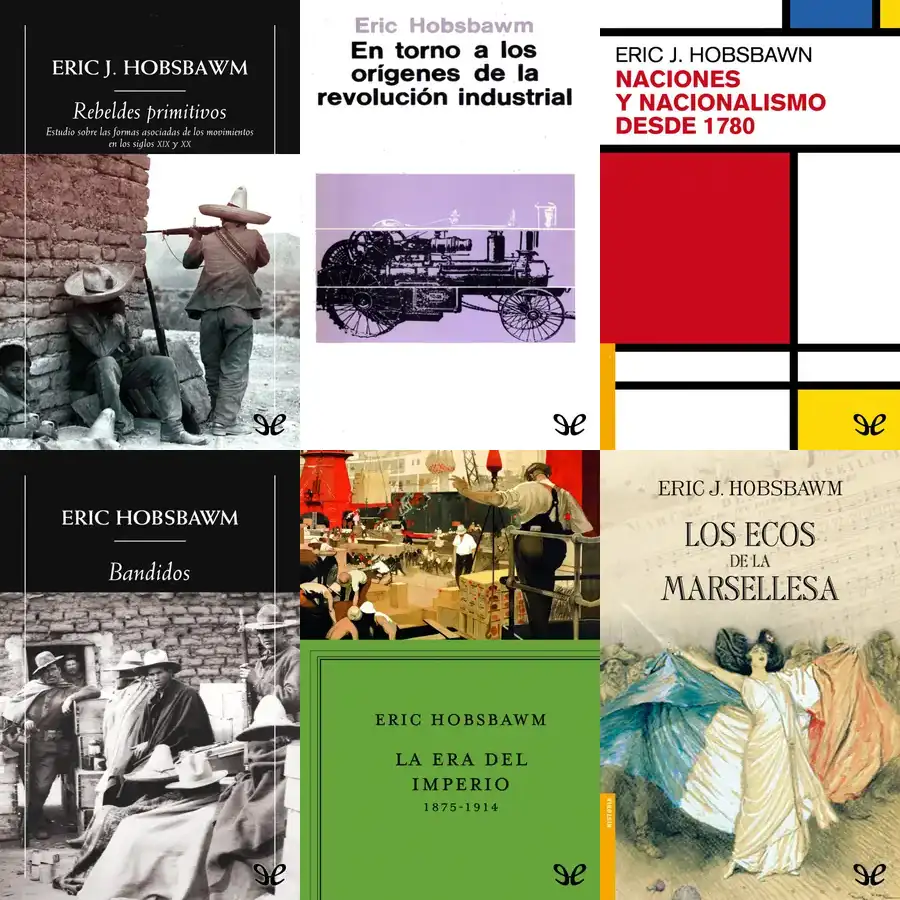 ERIC J. HOBSBAWM
Rebeldes primitivos
Estudio sobre las formas asociadas de los movimientos
en los siglos XIX y XX
Eric Hobsbawm
En torno a los
orígenes de la
revolución industrial
ERIC J. HOBSBAWN
NACIONES
Y NACIONALISMO
DESDE 1780
ERIC HOBSBAWM
Bandidos
ERIC HOBSBAWM
LA ERA DEL
IMPERIO
1875-1914
ERIC J. HOBSBAWM
LOS ECOS
DE LA
MARSELLESA
HISTORIA